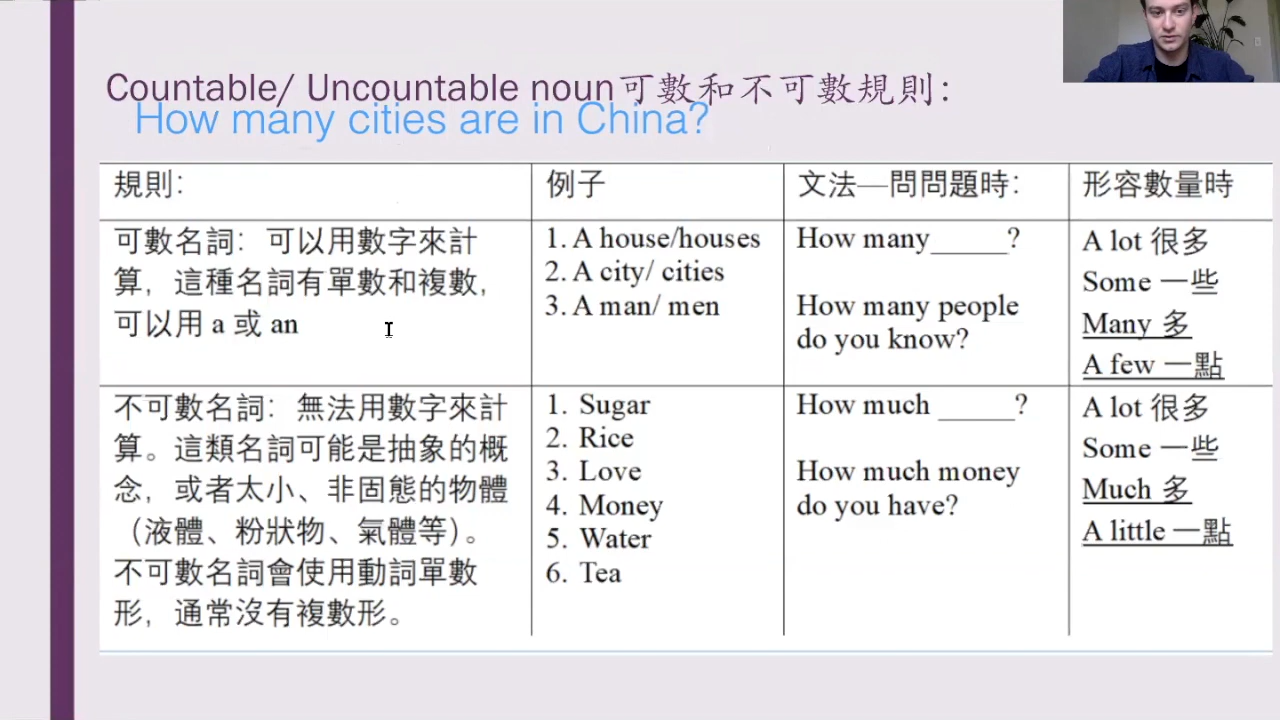 Countable/ Uncountable noun可數和不可數規則:
How many cities are in China?
規則:
例子
文法—問問題時:
形容數量時
可數名詞: 可以用數字來計
算, 這種名詞有單數和複數,
可以用 a 或 an
1. A house/houses
2. A city/ cities
3. A man/ men
How many_____?
How many people
do you know?
A lot 很多
Some 一些
Many 多
A few 一點
不可數名詞: 無法用數字來計
算。這類名詞可能是抽象的概
念, 或者太小、非固態的物體
（液體、粉狀物、氣體等）。
不可數名詞會使用動詞單數
形, 通常沒有複數形。
1. Sugar
2. Rice
3. Love
4. Money
5. Water
6. Tea
How much _____?
How much money
do you have?
A lot 很多
Some 一些
Much 多
A little 一點